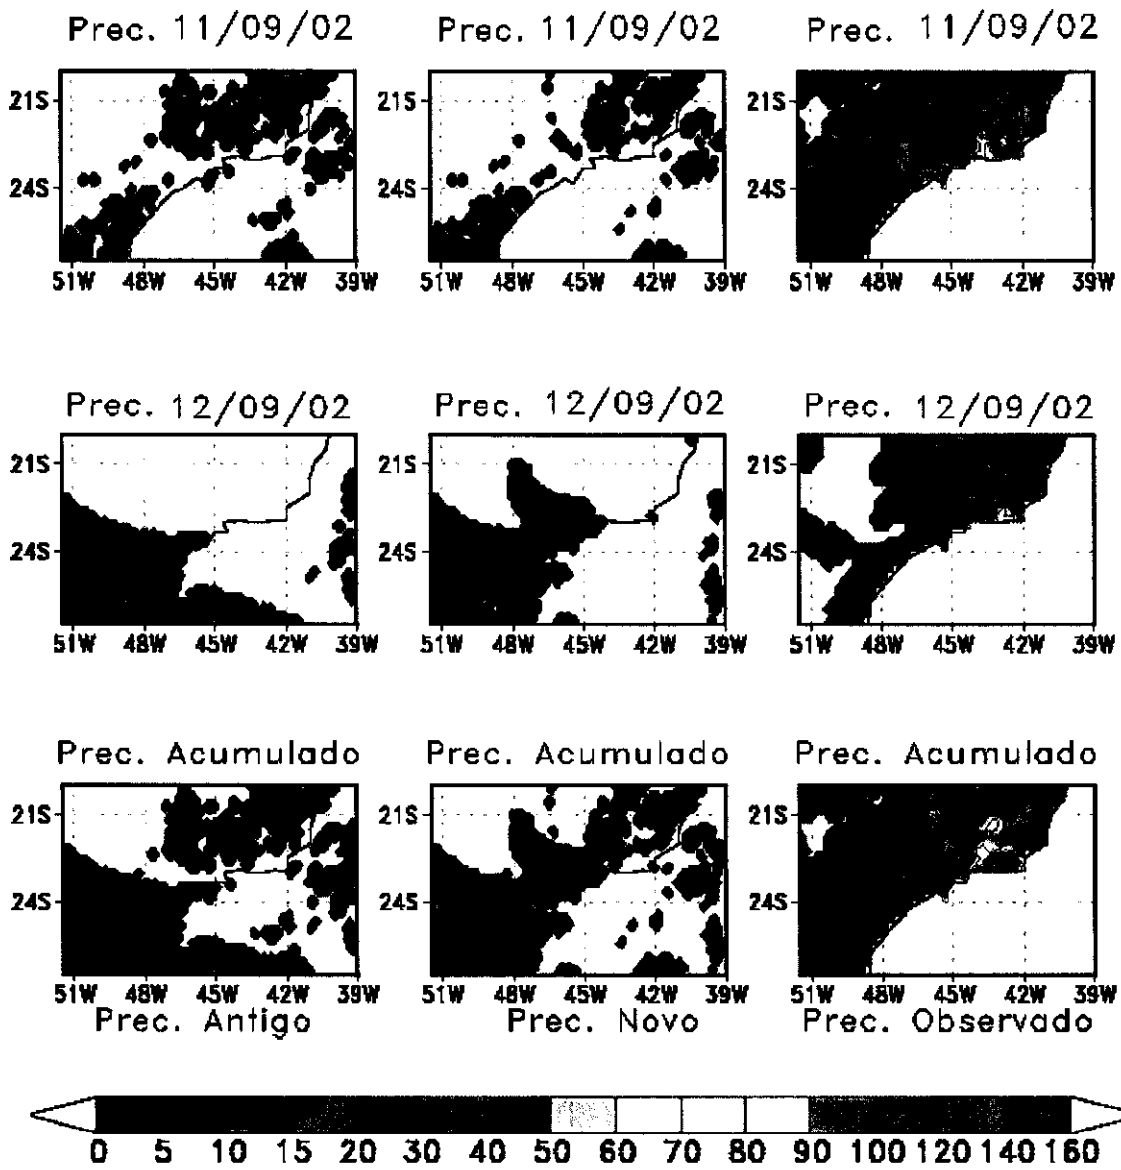 Prec. 11/09/02 Prec. 11/09/02 Prec. 11/09/02
21S 21S 21S
24S 24S 24S
51W 48W 45W 42W 39W 51W 48W 45W 42W 39W 51W 48W 45W 42W 39W
Prec. 12/09/02 Prec. 12/09/02 Prec. 12/09/02
21S 21S 21S
24S 24S 24S
51W 48W 45W 42W 39W 51W 48W 45W 42W 39W 51W 48W 45W 42W 39W
Prec. Acumulado Prec. Acumulado Prec. Acumulado
21S 21S 21S
24S 24S 24S
51W 48W 45W 42W 39W 51W 48W 45W 42W 39W 51W 48W 45W 42W 39W
Prec. Antigo Prec. Novo Prec. Observado
0 5 10 15 20 30 40 50 60 70 80 90 100 120 140 160